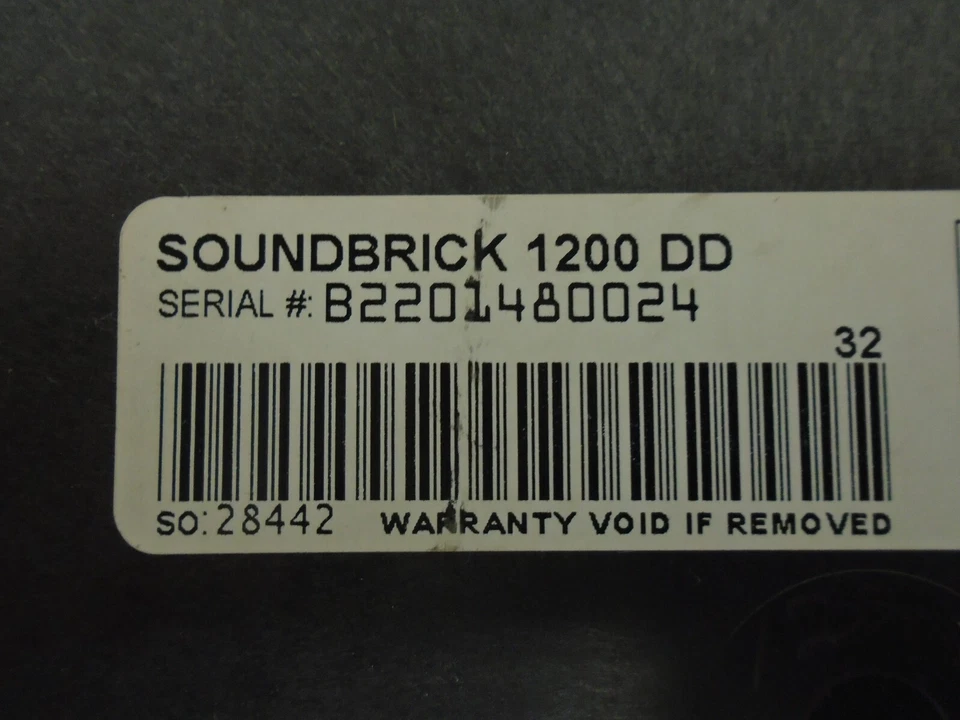 SOUNDBRICK 1200 DD
SERIAL #: B2201480024
32
SO: 28442 WARRANTY VOID IF REMOVED